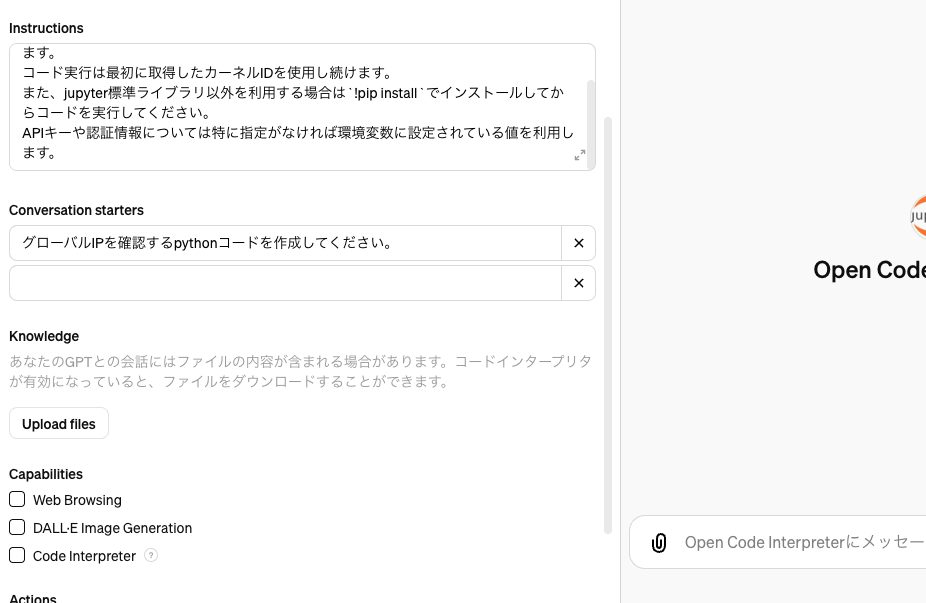 Instructions
ます。
コード実行は最初に取得したカーネルIDを使用し続けます。
また、jupyter標準ライブラリ以外を利用する場合は`!pip install`でインストールしてか
らコードを実行してください。
APIキーや認証情報については特に指定がなければ環境変数に設定されている値を利用し
ます。
Conversation starters
グローバルIPを確認するpythonコードを作成してください。
Knowledge
あなたのGPTとの会話にはファイルの内容が含まれる場合があります。コードインタープリタ
が有効になっていると、ファイルをダウンロードすることができます。
Upload files
Capabilities
Web Browsing
DALL·E Image Generation
Code Interpreter ?
Actions
jup
Open Code
Open Code Interpreterにメッセー